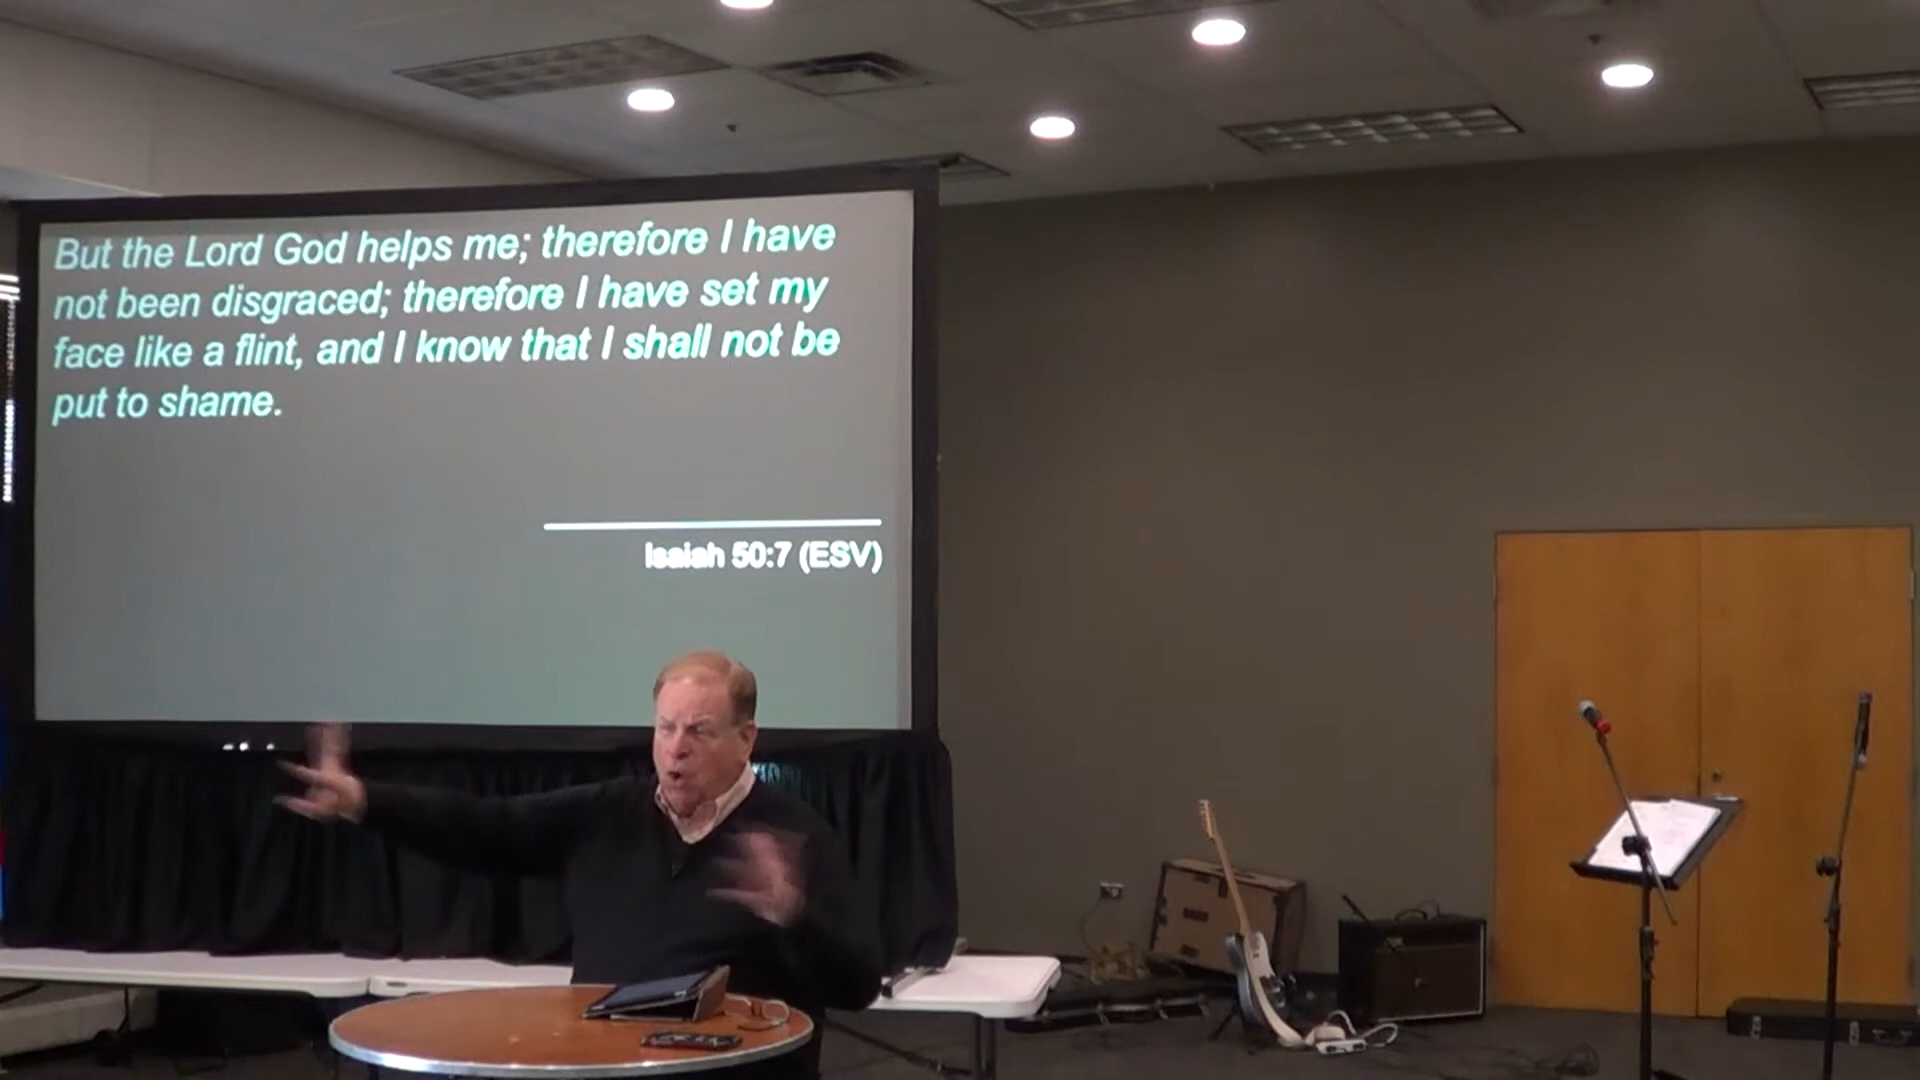 But the Lord God helps me; therefore I have
not been disgraced; therefore I have set my
face like a flint, and I know that I shall not be
put to shame.
Isaiah 50:7 (ESV)